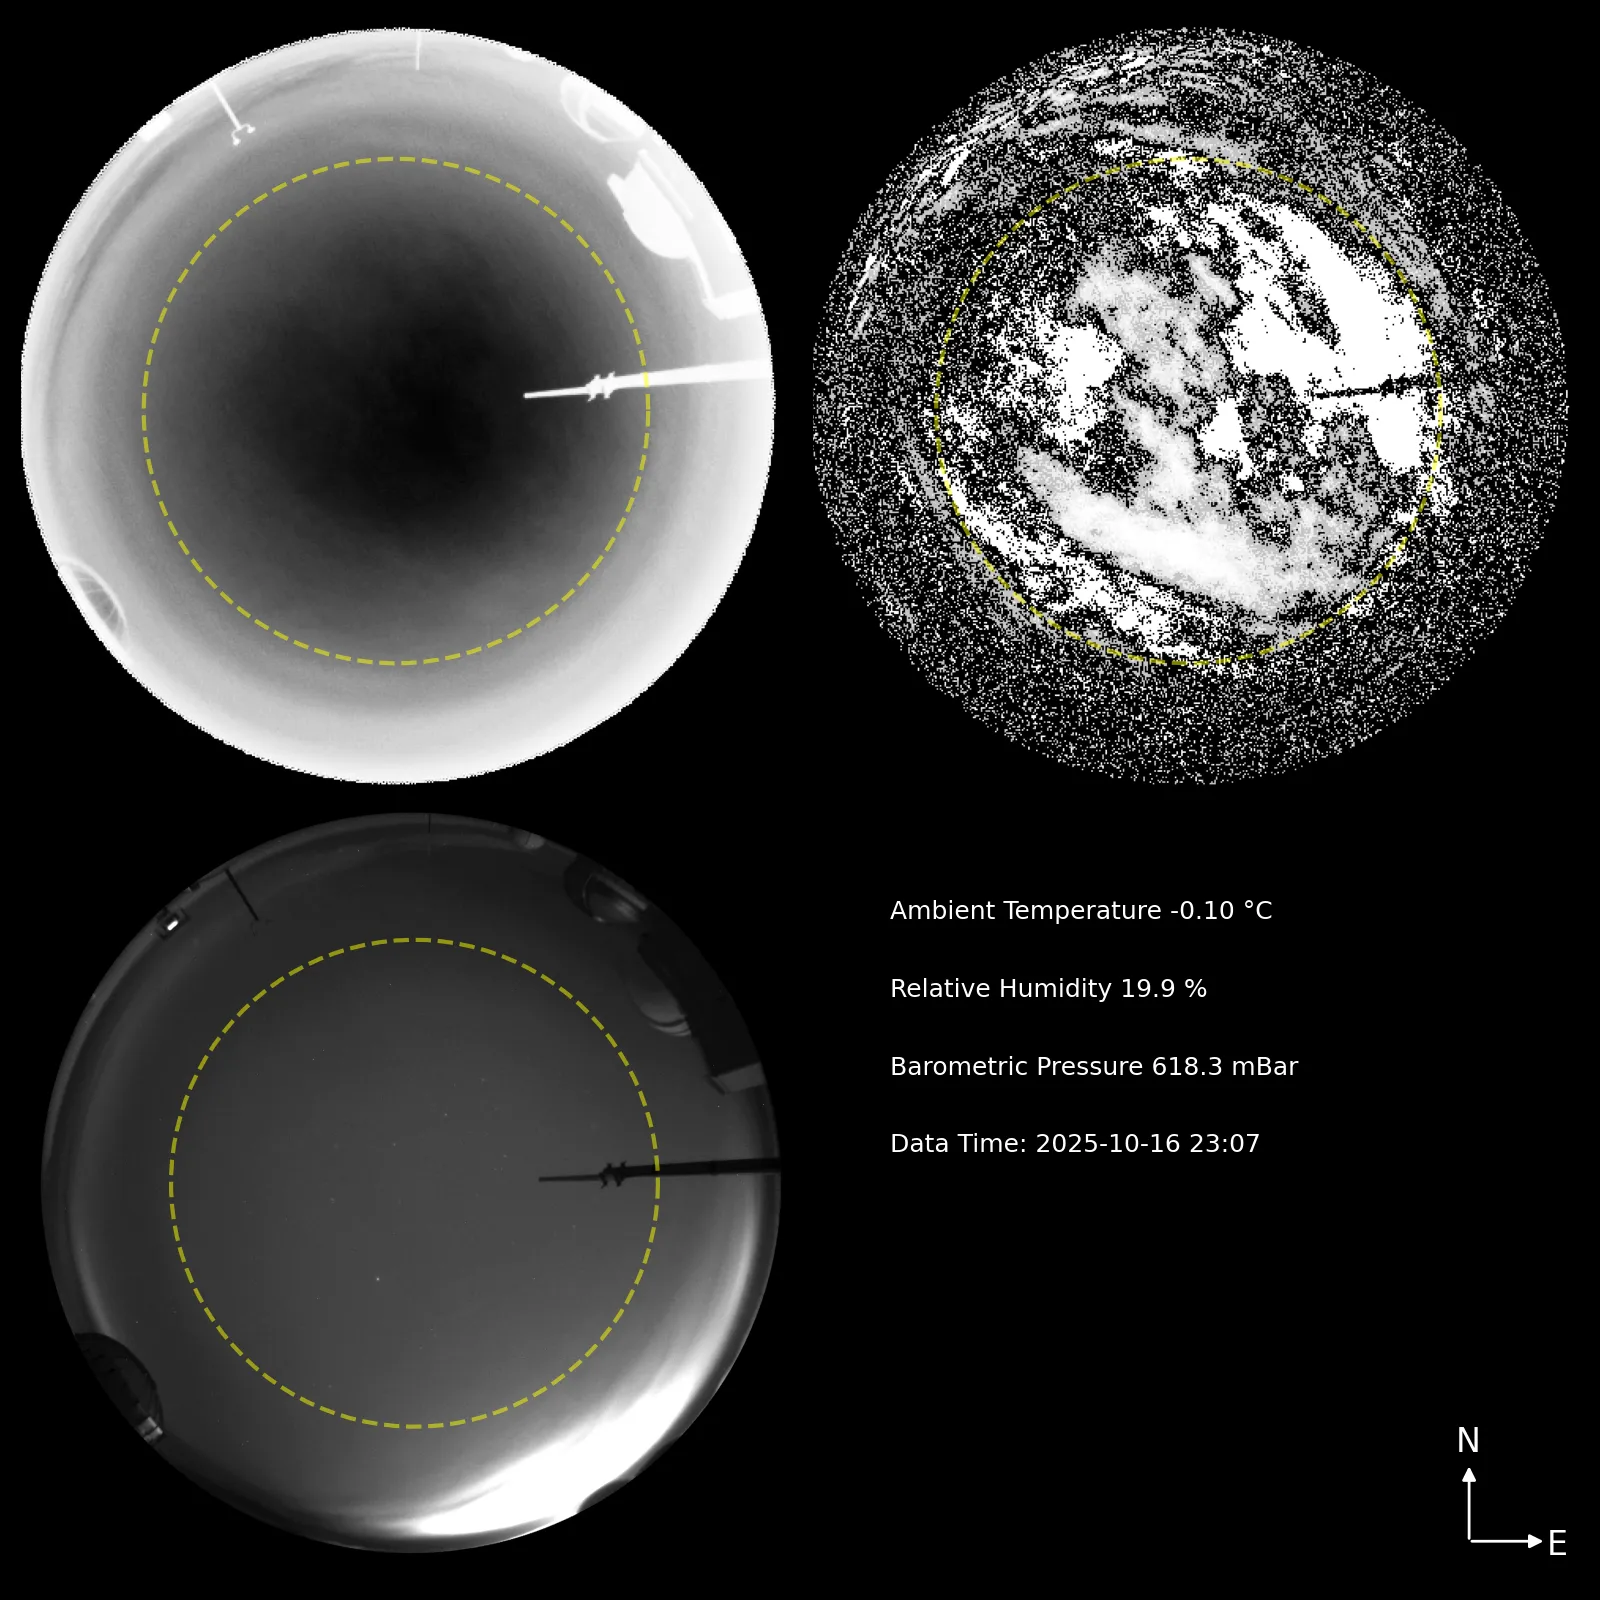 Ambient Temperature -0.10 °C
Relative Humidity 19.9 %
Barometric Pressure 618.3 mBar
Data Time: 2025-10-16 23:07
N
E